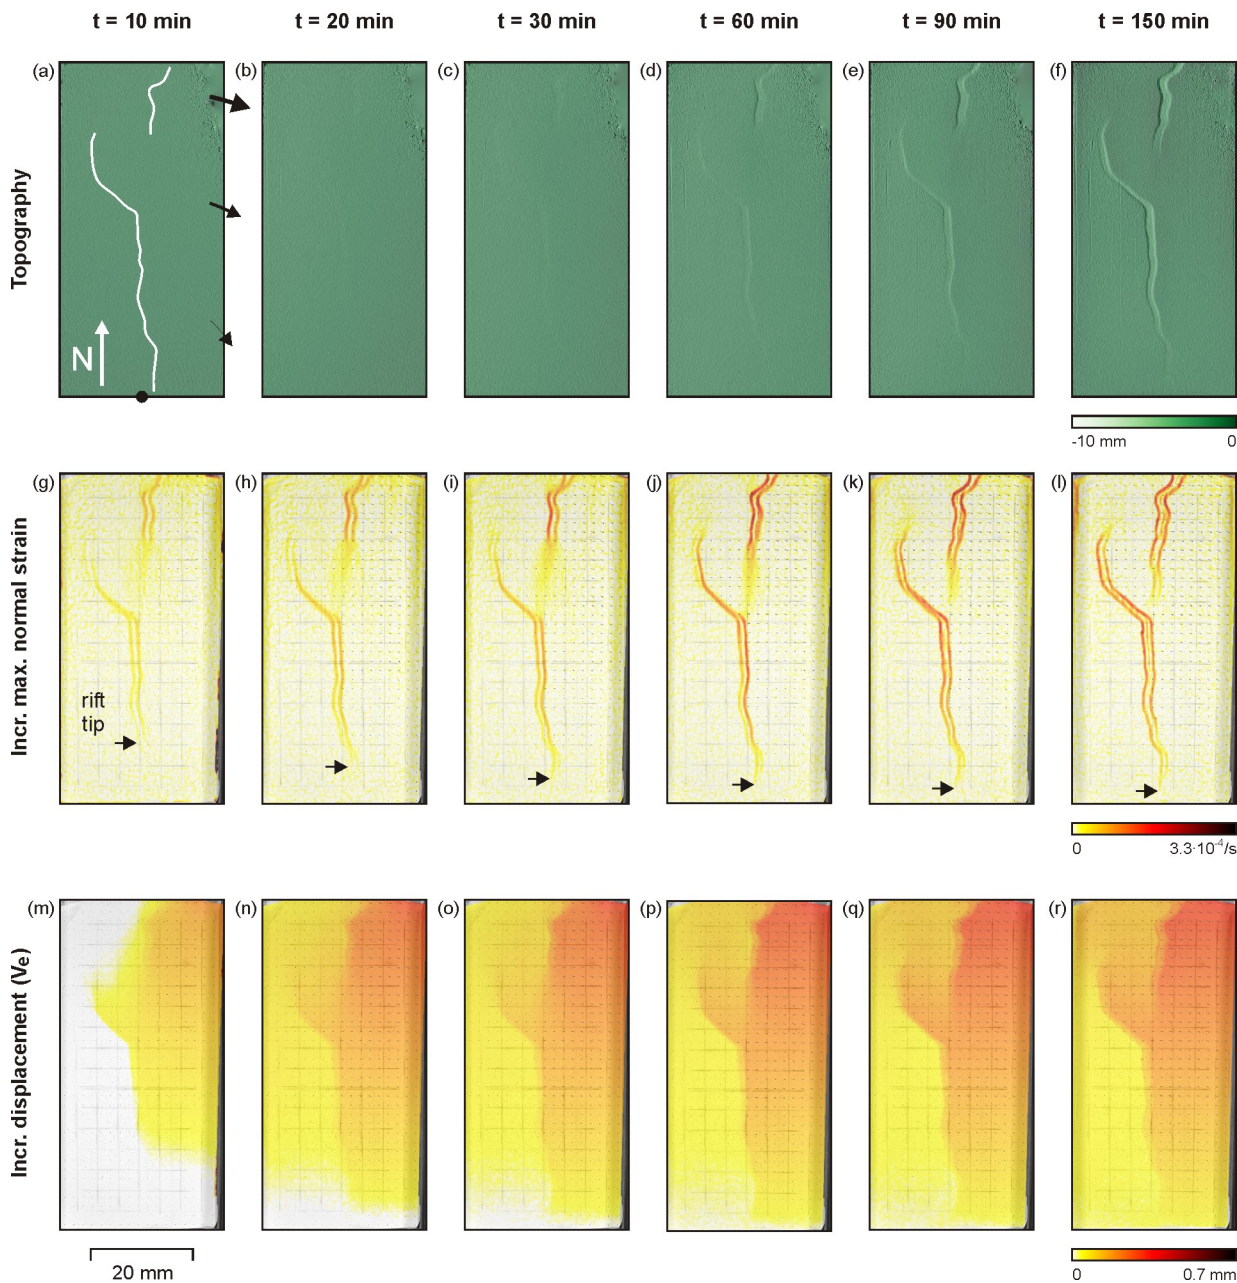 t = 10 min t = 20 min t = 30 min t = 60 min t = 90 min t = 150 min
Topography
(a) (b) (c) (d) (e) (f)
N
-10 mm 0
Incr. max. normal strain
(g) (h) (i) (j) (k) (l)
rift
tip
0 3.3·10⁻⁴/s
Incr. displacement (Vₑ)
(m) (n) (o) (p) (q) (r)
20 mm
0 0.7 mm